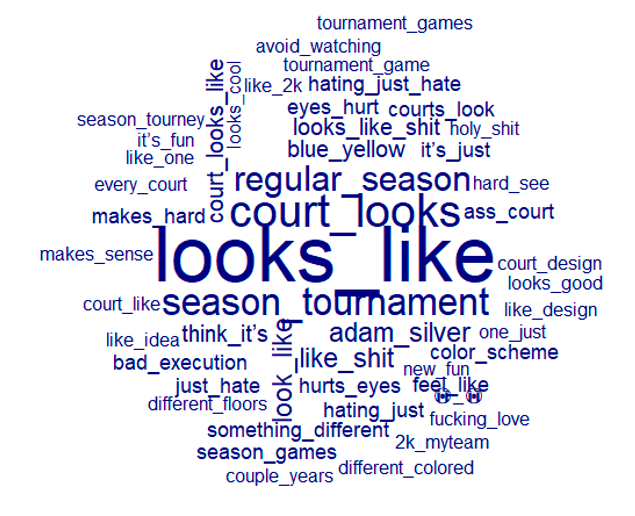 tournament_games
avoid_watching
tournament_game
court_looks_like
looks_cool
like_2k
hating_just_hate
eyes_hurt
courts_look
season_tourney
looks_like_shit
holy_shit
it's_fun
blue_yellow
it's_just
like_one
every_court
regular_season
hard_see
makes_hard
court_looks
ass_court
looks_like
makes_sense
court_design
looks_good
court_like
season_tournament
like_design
like_idea
think_it's
look_like
adam_silver
one_just
bad_execution
_like_shit
color_scheme
new_fun
just_hate
hurts_eyes
feet_like
different_floors
hating_just
fucking_love
something_different
2k_myteam
season_games
couple_years
different_colored